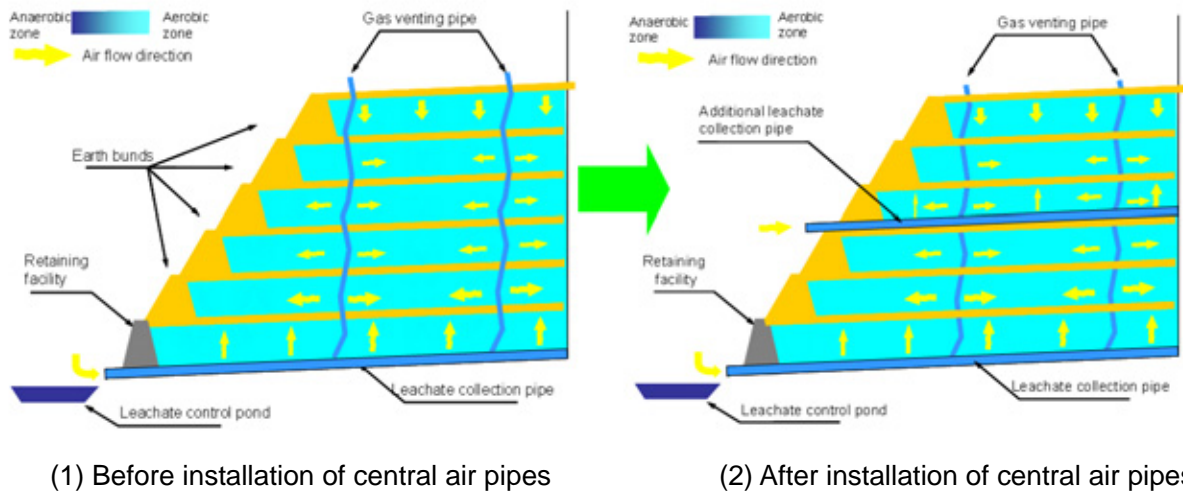 Anaerobic
zone
Aerobic
zone
Air flow direction
Gas venting pipe
Earth bunds
Retaining
facility
Leachate collection pipe
Leachate control pond
(1) Before installation of central air pipes
Anaerobic
zone
Aerobic
zone
Air flow direction
Gas venting pipe
Additional leachate
collection pipe
Retaining
facility
Leachate collection pipe
Leachate control pond
(2) After installation of central air pipes